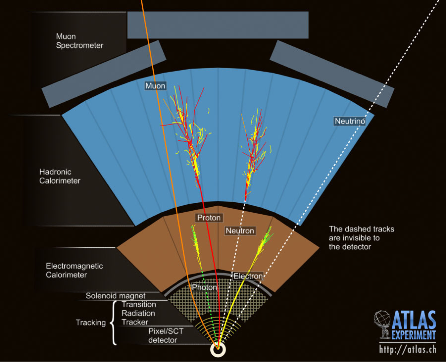 Muon
Spectrometer
Muon
Neutrino
Hadronic
Calorimeter
Proton
Neutron
The dashed tracks
are invisible to
the detector
Electromagnetic
Calorimeter
Electron
Photon
Solenoid magnet
Tracking
Transition
Radiation
Tracker
Pixel/SCT
detector
ATLAS
EXPERIMENT
http://atlas.ch